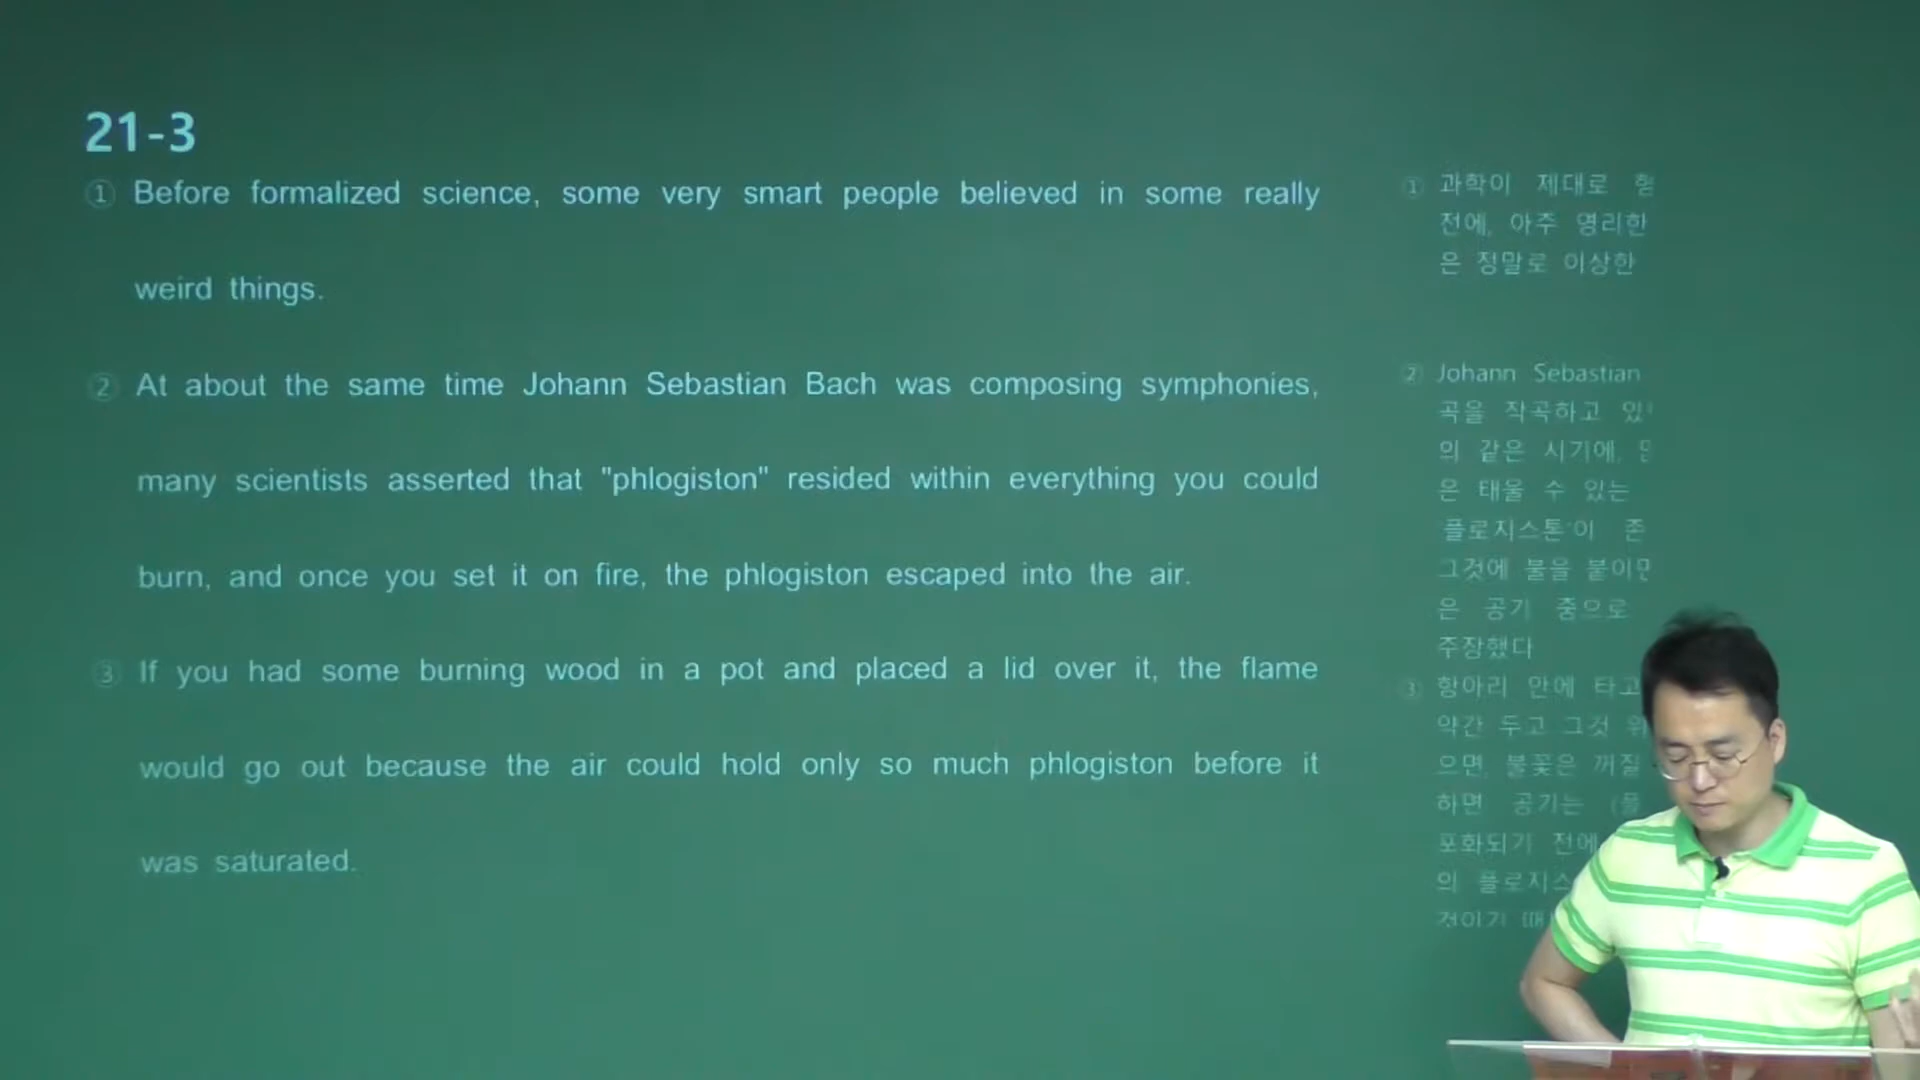 21-3
① Before formalized science, some very smart people believed in some really
weird things.
② At about the same time Johann Sebastian Bach was composing symphonies,
many scientists asserted that "phlogiston" resided within everything you could
burn, and once you set it on fire, the phlogiston escaped into the air.
③ If you had some burning wood in a pot and placed a lid over it, the flame
would go out because the air could hold only so much phlogiston before it
was saturated.
① 과학이 제대로
전에, 아주 영리한
은 정말로 이상한
② Johann Sebastian
곡을 작곡하고
의 같은 시기에,
은 태울 수 있는
'플로지스톤'이 존
그것에 불을
은 공기 중으로
주장했다
③ 항아리 안에 타고
약간 두고 그것
으면, 불꽃은 꺼질
하면 공기는
포화되기 전에
의 플로지스
것이기